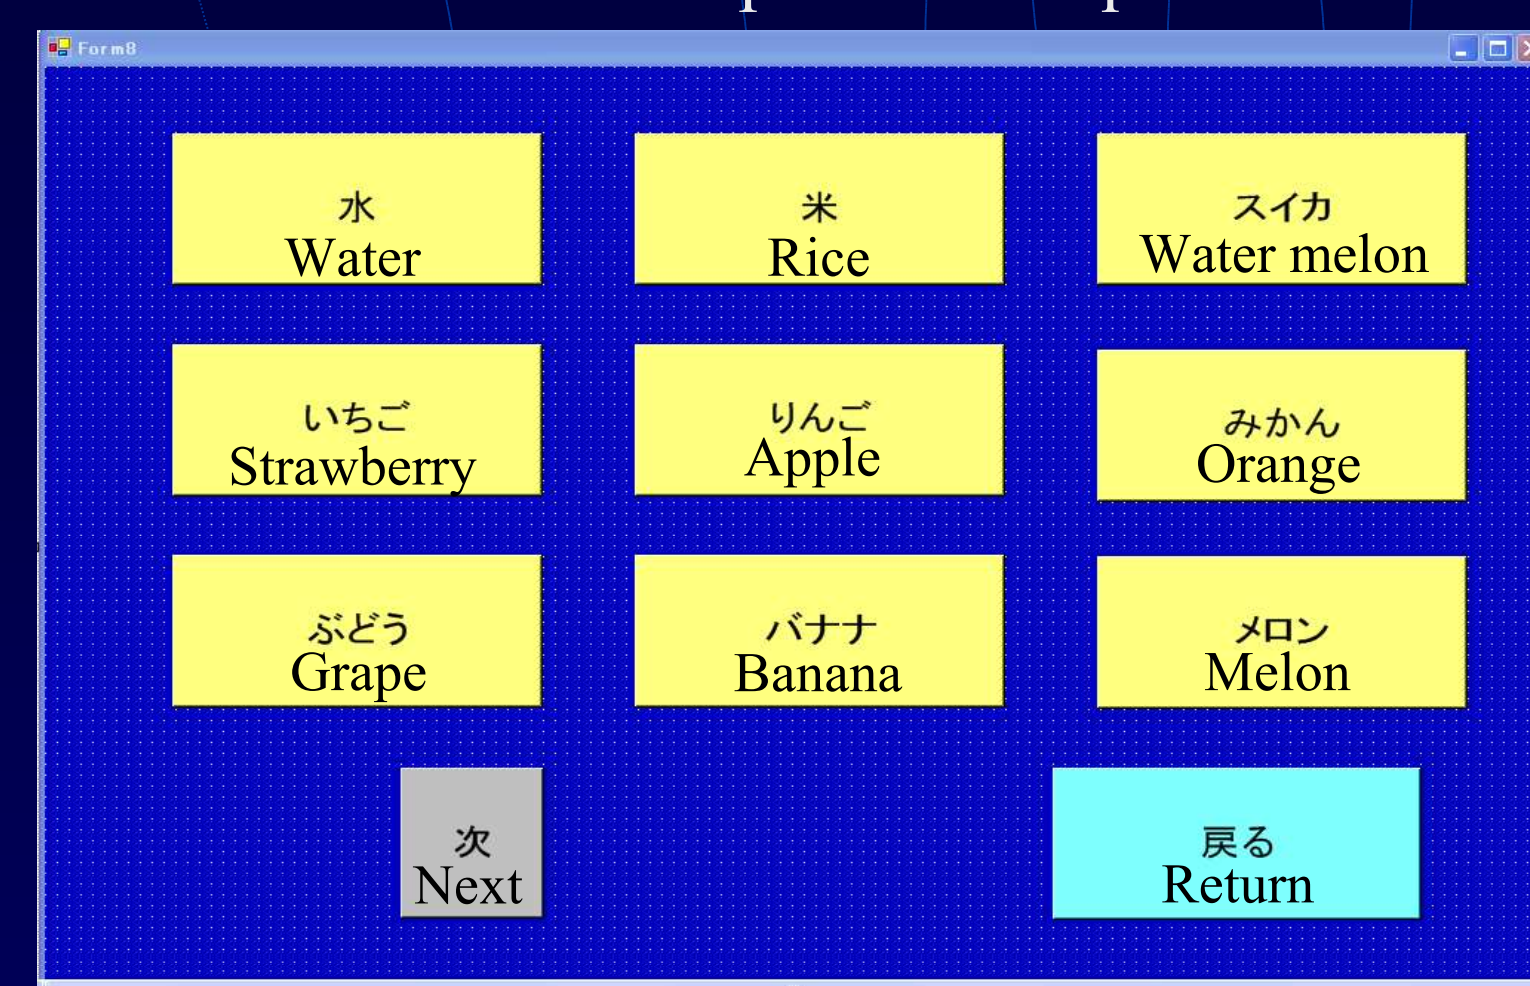 Form8
水
Water
米
Rice
スイカ
Water melon
いちご
Strawberry
りんご
Apple
みかん
Orange
ぶどう
Grape
バナナ
Banana
メロン
Melon
次
Next
戻る
Return